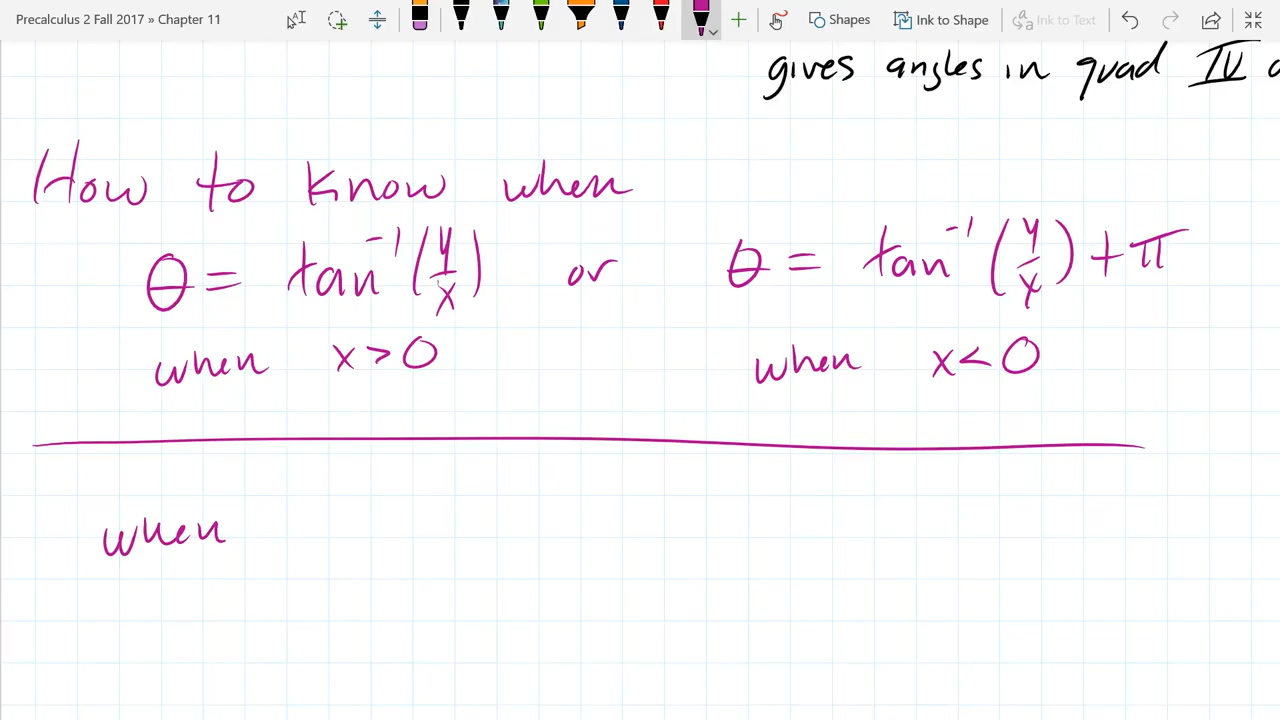 Precalculus 2 Fall 2017 » Chapter 11
Shapes
Ink to Shape
Ink to Text
gives angles in quad IV
How to know when
θ = tan⁻¹(y/x) or θ = tan⁻¹(y/x) + π
when x > 0 when x < 0
when